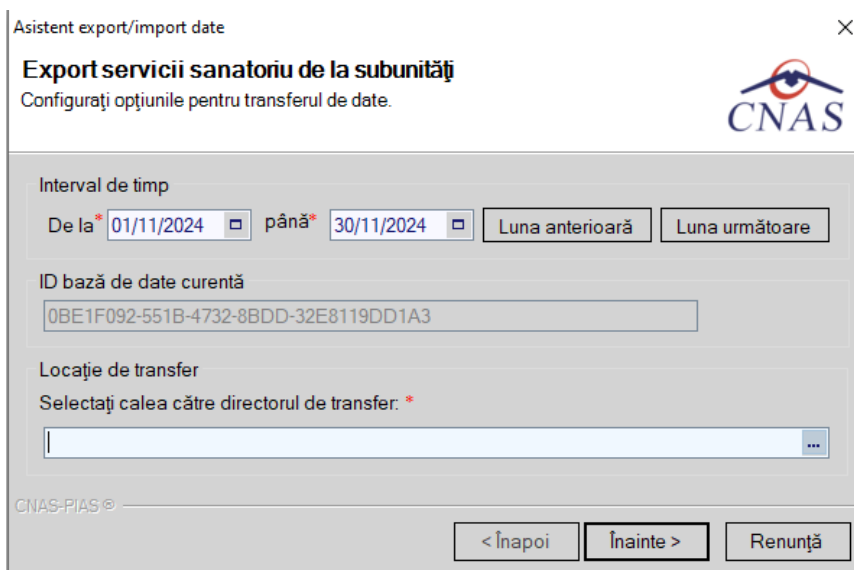 Asistent export/import date
Export servicii sanatoriu de la subunităţi
Configuraţi opţiunile pentru transferul de date.
CNAS
Interval de timp
De la* 01/11/2024 până* 30/11/2024 Luna anterioară Luna următoare
ID bază de date curentă
0BE1F092-551B-4732-8BDD-32E8119DD1A3
Locaţie de transfer
Selectaţi calea către directorul de transfer: *
...
CNAS-PIAS ®
< Înapoi Înainte > Renunţă